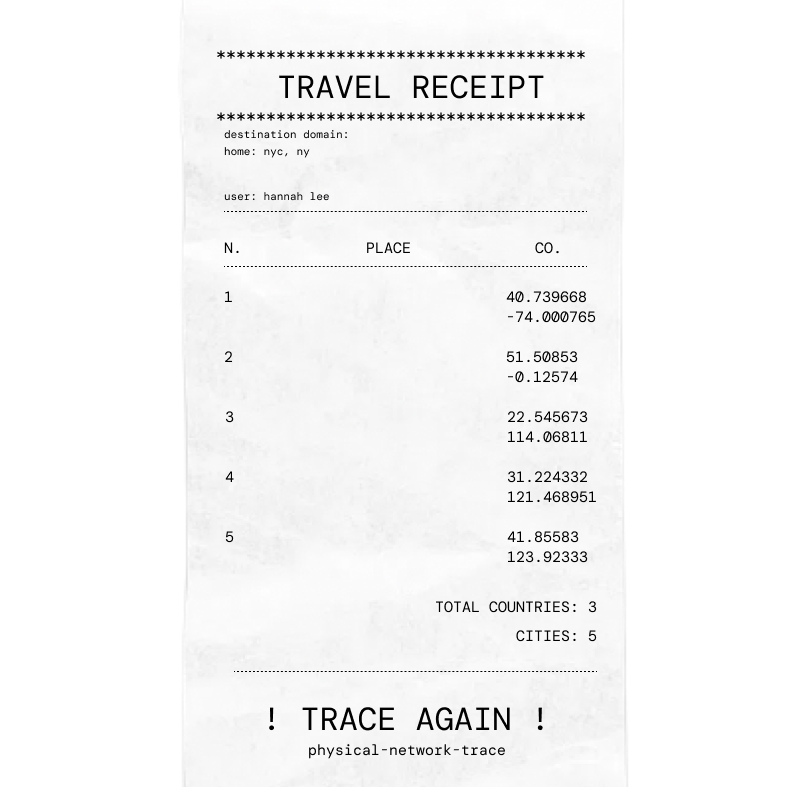 *************************************
TRAVEL RECEIPT
*************************************
destination domain:
home: nyc, ny
user: hannah lee
N. PLACE CO.
1 40.739668
-74.000765
2 51.50853
-0.12574
3 22.545673
114.06811
4 31.224332
121.468951
5 41.85583
123.92333
TOTAL COUNTRIES: 3
CITIES: 5
! TRACE AGAIN !
physical-network-trace